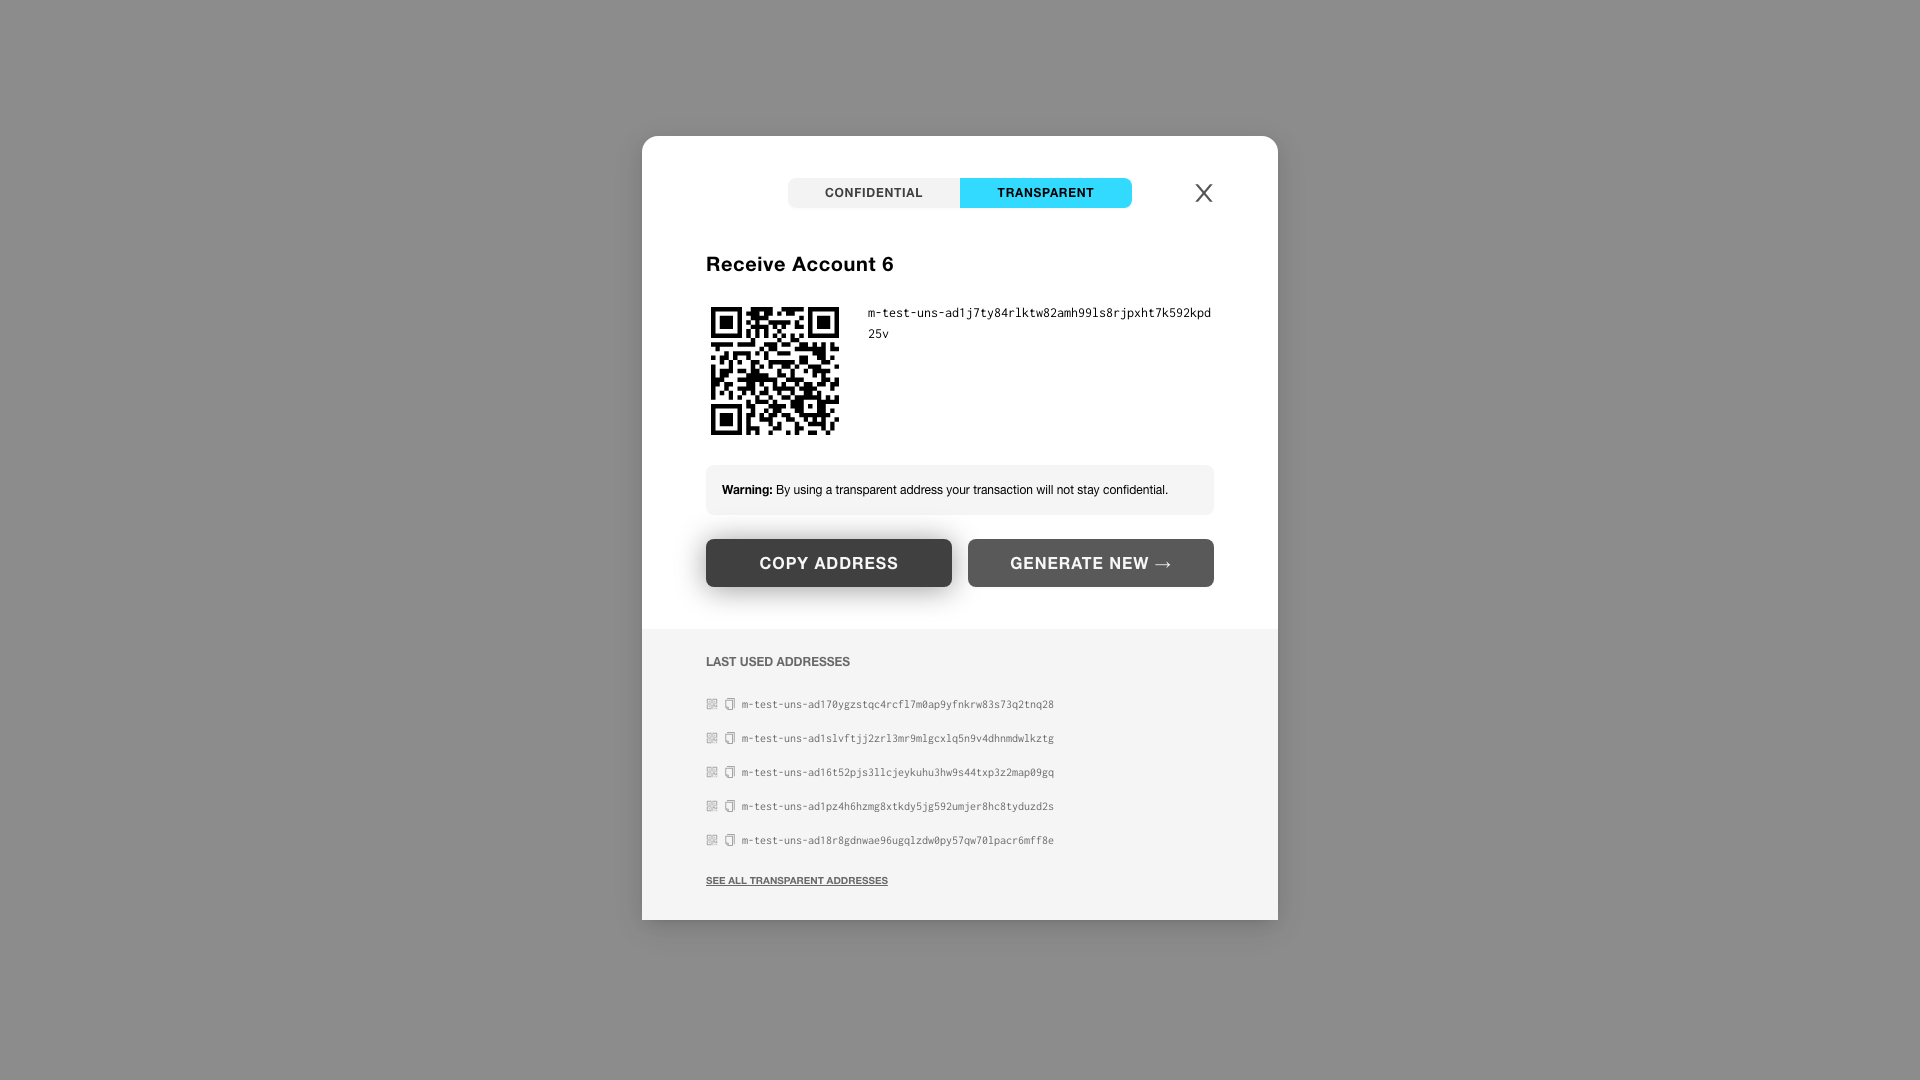 CONFIDENTIAL
TRANSPARENT
X
Receive Account 6
m-test-uns-ad1j7ty84rlktw82amh99ls8rjpxht7k592kpd
25v
Warning: By using a transparent address your transaction will not stay confidential.
COPY ADDRESS
GENERATE NEW →
LAST USED ADDRESSES
m-test-uns-ad170ygzstqc4rcfl7m0ap9yfnkrw83s73q2tnq28
m-test-uns-ad1slvftjj2zrl3mr9mlgcxlq5n9v4dhnmdwlkztg
m-test-uns-ad16t52pjs3llcjeykuhu3hw9s44txp3z2map09gq
m-test-uns-ad1pz4h6hzmg8xtkdy5jg592umjer8hc8tyduzd2s
m-test-uns-ad18r8gdnwae96ugqlzdw0py57qw70lpacr6mff8e
SEE ALL TRANSPARENT ADDRESSES